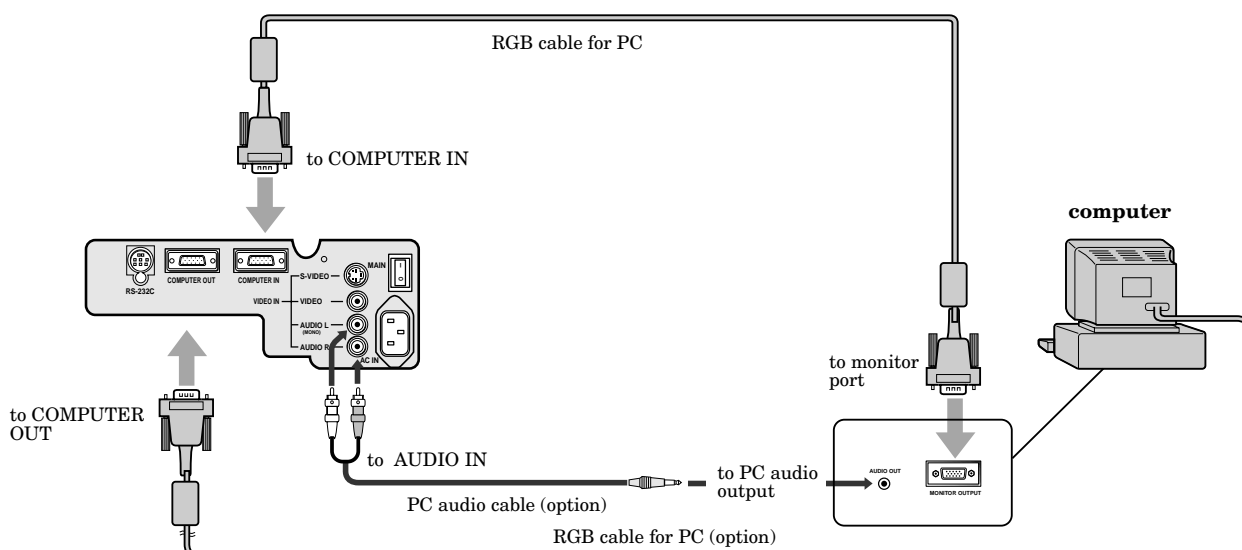 RGB cable for PC
to COMPUTER IN
computer
RS-232C
COMPUTER OUT
COMPUTER IN
S-VIDEO
MAIN
VIDEO IN
VIDEO
AUDIO L
(MONO)
AUDIO R
AC IN
to monitor
port
to COMPUTER
OUT
to AUDIO IN
to PC audio
output
AUDIO OUT
MONITOR OUTPUT
PC audio cable (option)
RGB cable for PC (option)